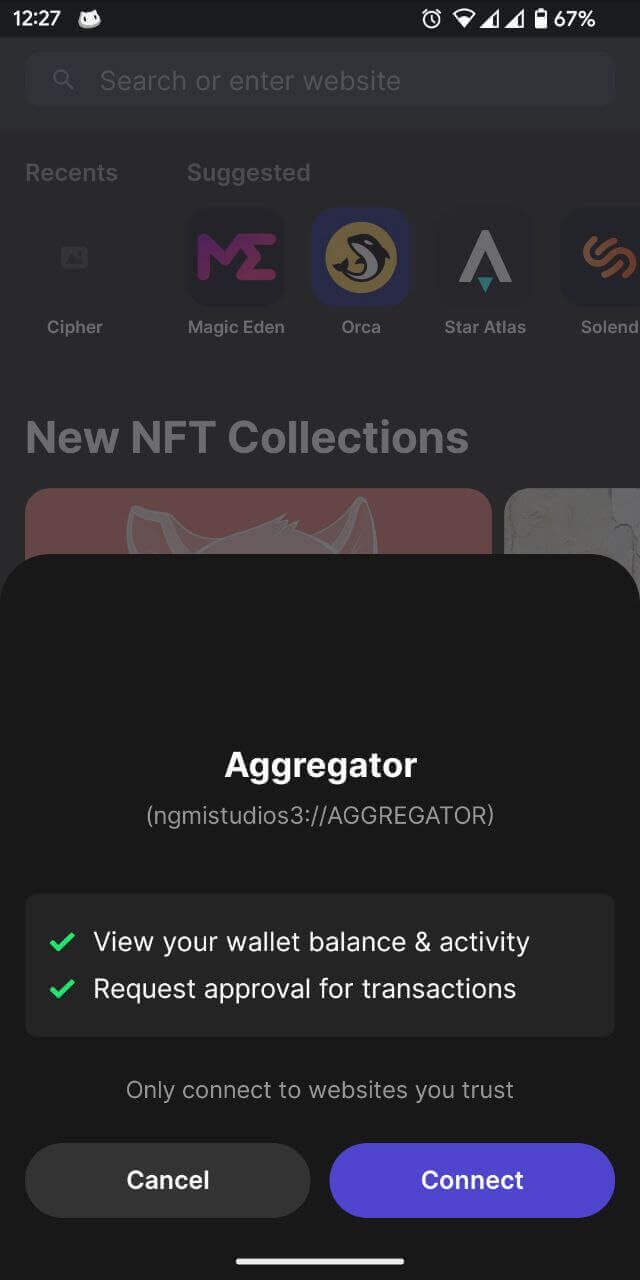 12:27
67%
Search or enter website
Recents
Suggested
Cipher
Magic Eden
Orca
Star Atlas
Solend
New NFT Collections
Aggregator
(ngmistudios3://AGGREGATOR)
View your wallet balance & activity
Request approval for transactions
Only connect to websites you trust
Cancel
Connect